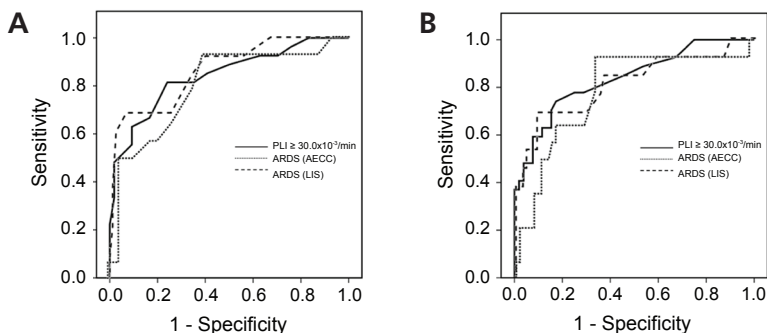 A
1.0
0.8
0.6
0.4
0.2
0.0
Sensitivity
PLI ≥ 30.0x10⁻³/min
ARDS (AECC)
ARDS (LIS)
0.0 0.2 0.4 0.6 0.8 1.0
1 - Specificity
B
1.0
0.8
0.6
0.4
0.2
0.0
Sensitivity
PLI ≥ 30.0x10⁻³/min
ARDS (AECC)
ARDS (LIS)
0.0 0.2 0.4 0.6 0.8 1.0
1 - Specificity